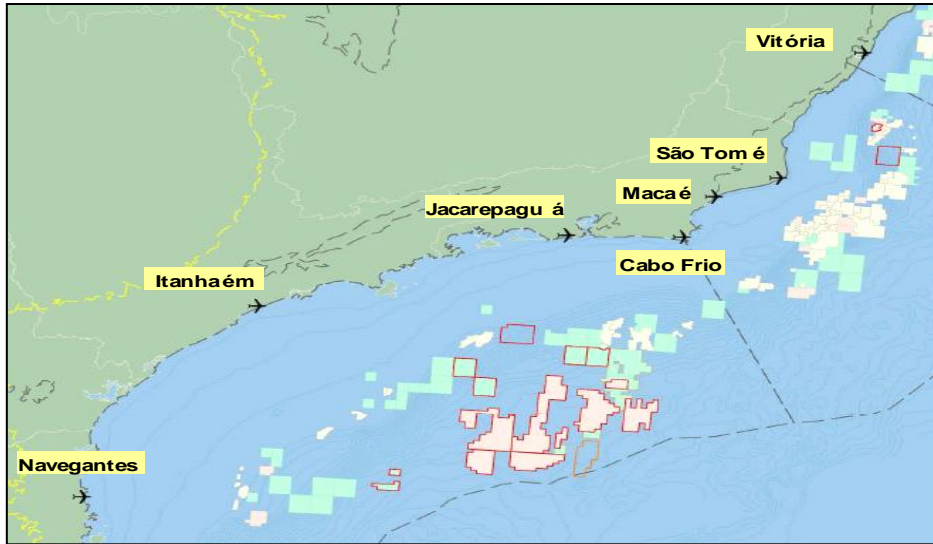 Vitória
São Tom é
Macaé
Jacarepagu á
Cabo Frio
Itanhaém
Navegantes